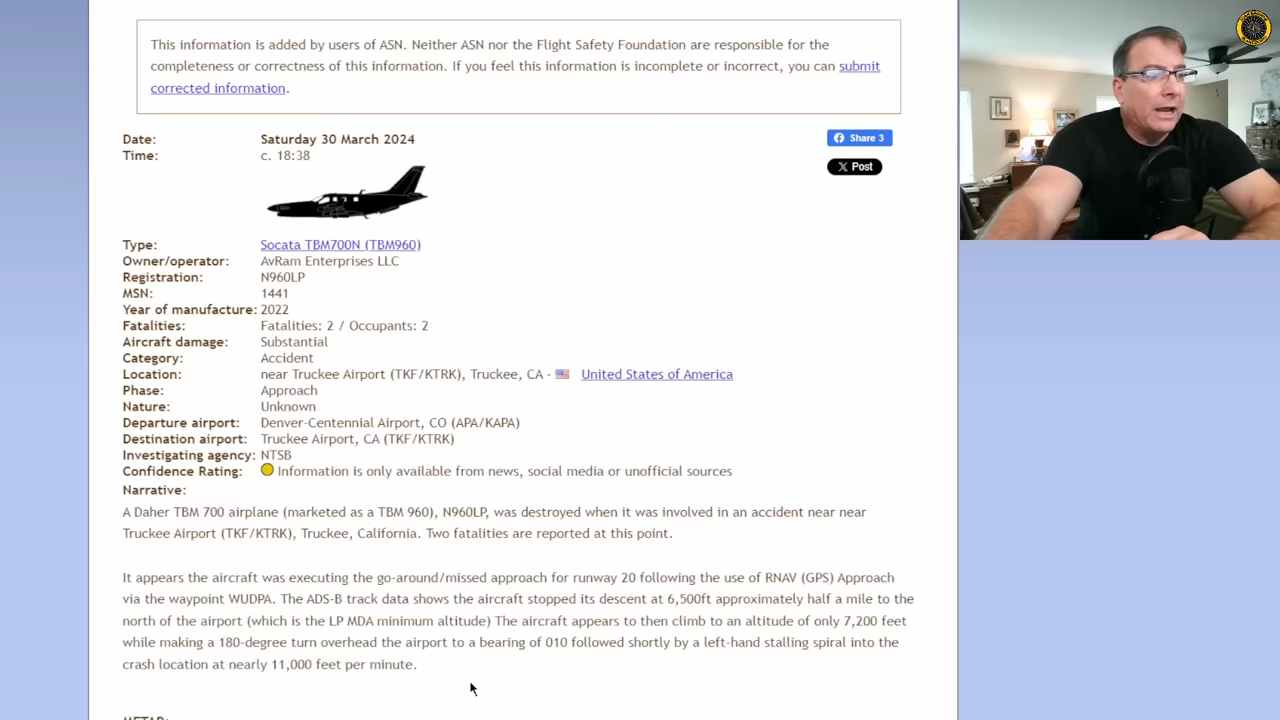 This information is added by users of ASN. Neither ASN nor the Flight Safety Foundation are responsible for the
completeness or correctness of this information. If you feel this information is incomplete or incorrect, you can submit
corrected information.
Date: Saturday 30 March 2024
Share 3
Time: c. 18:38
Post
Type: Socata TBM700N (TBM960)
Owner/operator: AvRam Enterprises LLC
Registration: N960LP
MSN: 1441
Year of manufacture: 2022
Fatalities: Fatalities: 2 / Occupants: 2
Aircraft damage: Substantial
Category: Accident
Location: near Truckee Airport (TKF/KTRK), Truckee, CA - United States of America
Phase: Approach
Nature: Unknown
Departure airport: Denver-Centennial Airport, CO (APA/KAPA)
Destination airport: Truckee Airport, CA (TKF/KTRK)
Investigating agency: NTSB
Confidence Rating: Information is only available from news, social media or unofficial sources
Narrative:
A Daher TBM 700 airplane (marketed as a TBM 960), N960LP, was destroyed when it was involved in an accident near near
Truckee Airport (TKF/KTRK), Truckee, California. Two fatalities are reported at this point.
It appears the aircraft was executing the go-around/missed approach for runway 20 following the use of RNAV (GPS) Approach
via the waypoint WUDPA. The ADS-B track data shows the aircraft stopped its descent at 6,500ft approximately half a mile to the
north of the airport (which is the LP MDA minimum altitude) The aircraft appears to then climb to an altitude of only 7,200 feet
while making a 180-degree turn overhead the airport to a bearing of 010 followed shortly by a left-hand stalling spiral into the
crash location at nearly 11,000 feet per minute.
METAR: